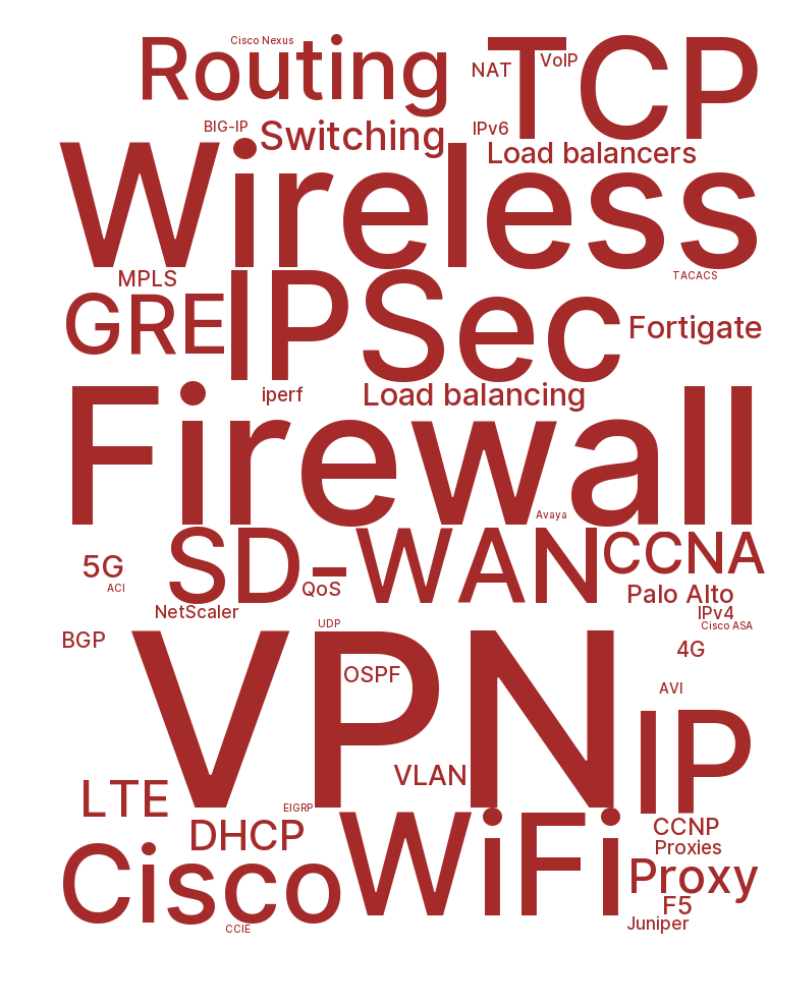 Cisco Nexus
Routing
TCP
VoIP
NAT
BIG-IP
Switching
IPv6
Load balancers
Wireless
MPLS
TACACS
GRE
IPSec
Fortigate
iperf
Load balancing
Firewall
Avaya
5G
ACI
SD-WAN
CCNA
QoS
Palo Alto
NetScaler
IPv4
Cisco ASA
UDP
BGP
4G
VPN
OSPF
AVI
IP
VLAN
LTE
EIGRP
DHCP
WiFi
CCNP
Proxies
Cisco
Proxy
F5
Juniper
CCIE